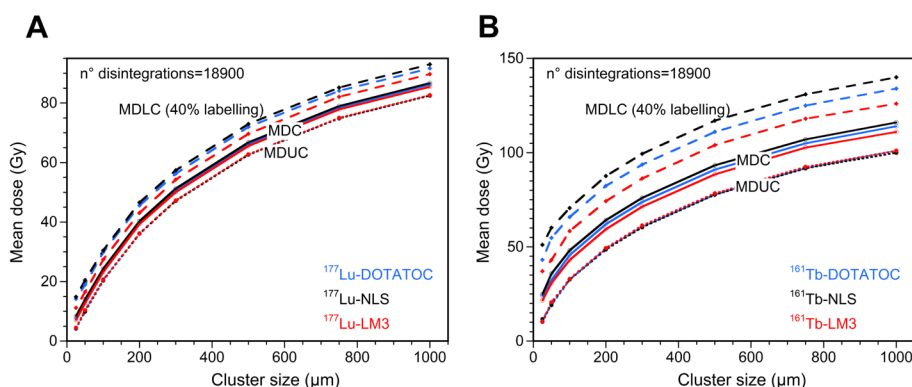 A
n° disintegrations=18900
MDLC (40% labelling)
MDC
MDUC
Mean dose (Gy)
80
60
40
20
0
¹⁷⁷Lu-DOTATOC
¹⁷⁷Lu-NLS
¹⁷⁷Lu-LM3
0 200 400 600 800 1000
Cluster size (µm)
B
n° disintegrations=18900
MDLC (40% labelling)
MDC
MDUC
Mean dose (Gy)
150
100
50
0
¹⁶¹Tb-DOTATOC
¹⁶¹Tb-NLS
¹⁶¹Tb-LM3
0 200 400 600 800 1000
Cluster size (µm)